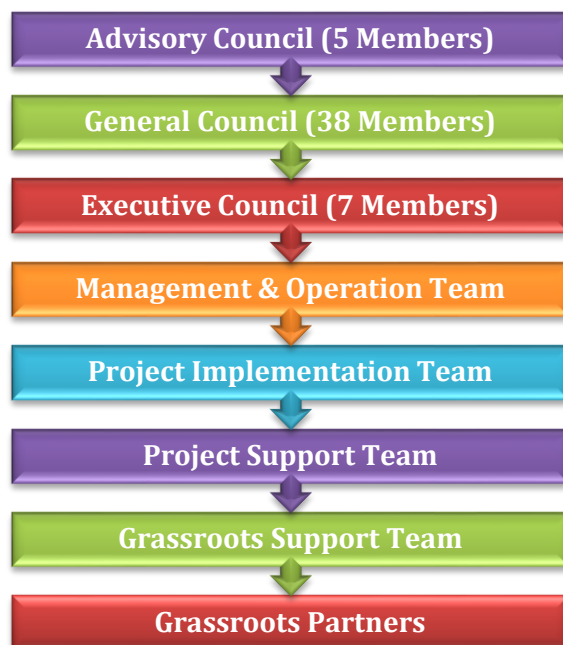 Advisory Council (5 Members)
General Council (38 Members)
Executive Council (7 Members)
Management & Operation Team
Project Implementation Team
Project Support Team
Grassroots Support Team
Grassroots Partners